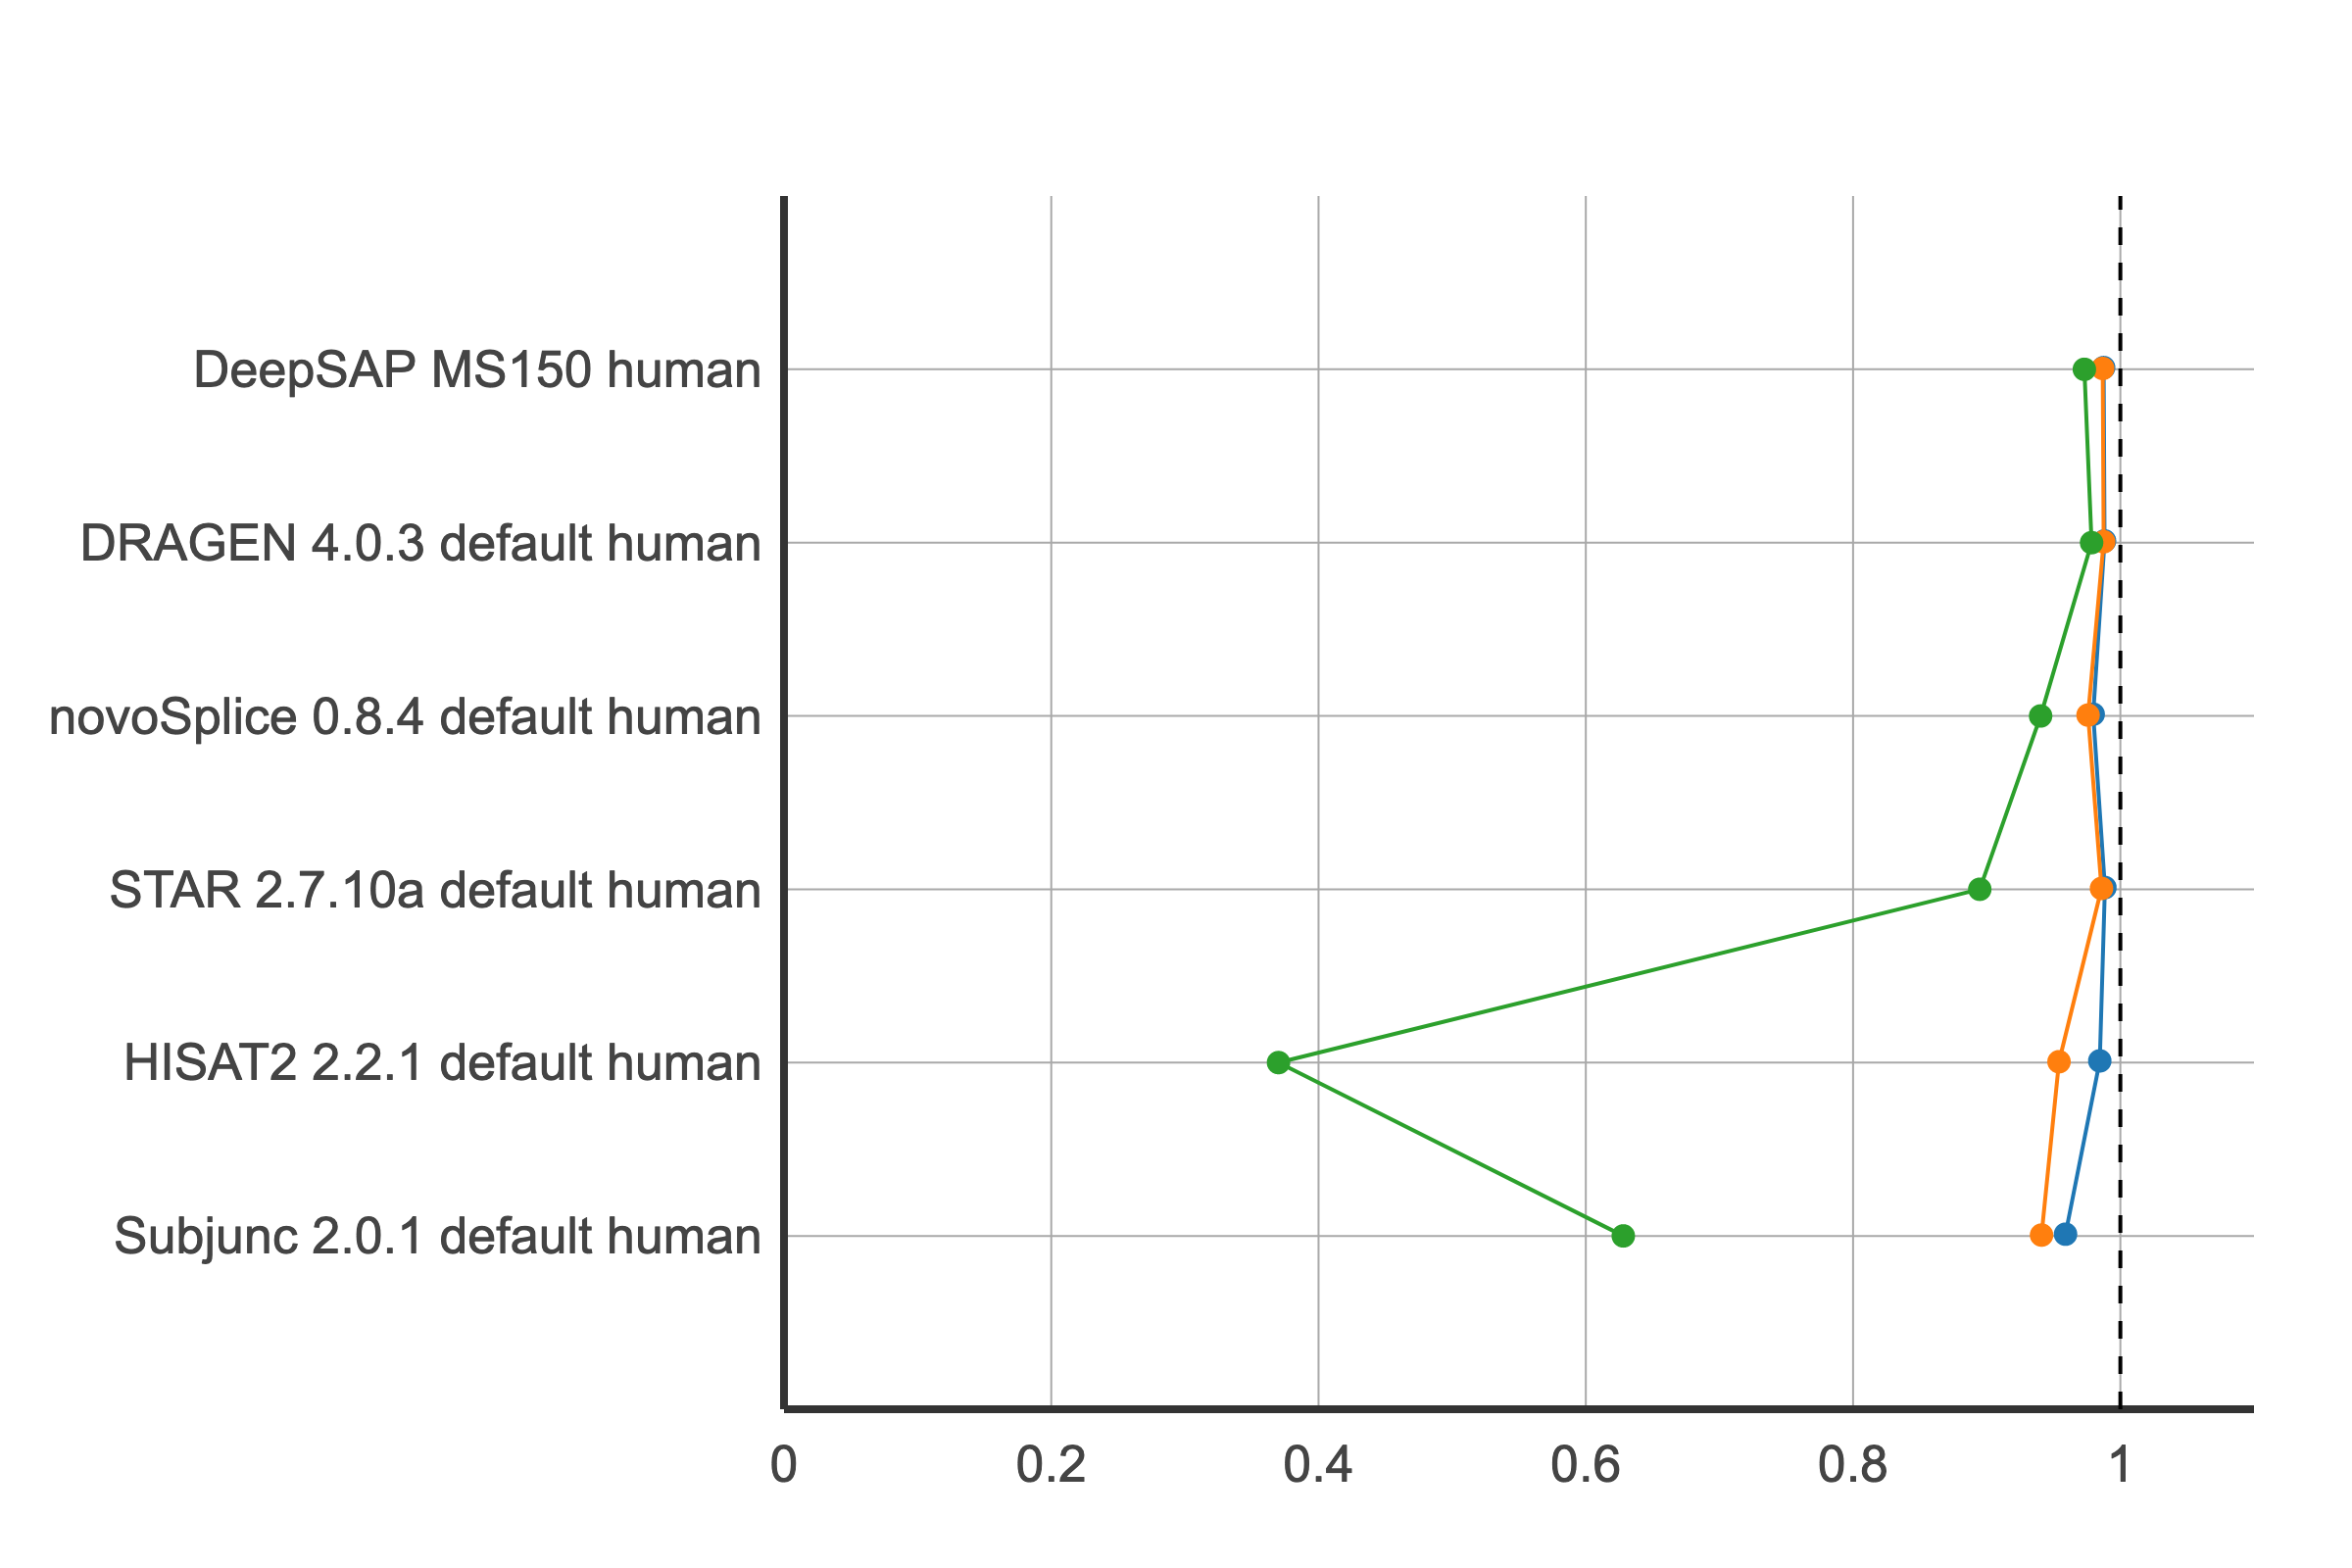 DeepSAP MS150 human
DRAGEN 4.0.3 default human
novoSplice 0.8.4 default human
STAR 2.7.10a default human
HISAT2 2.2.1 default human
Subjunc 2.0.1 default human
0 0.2 0.4 0.6 0.8 1